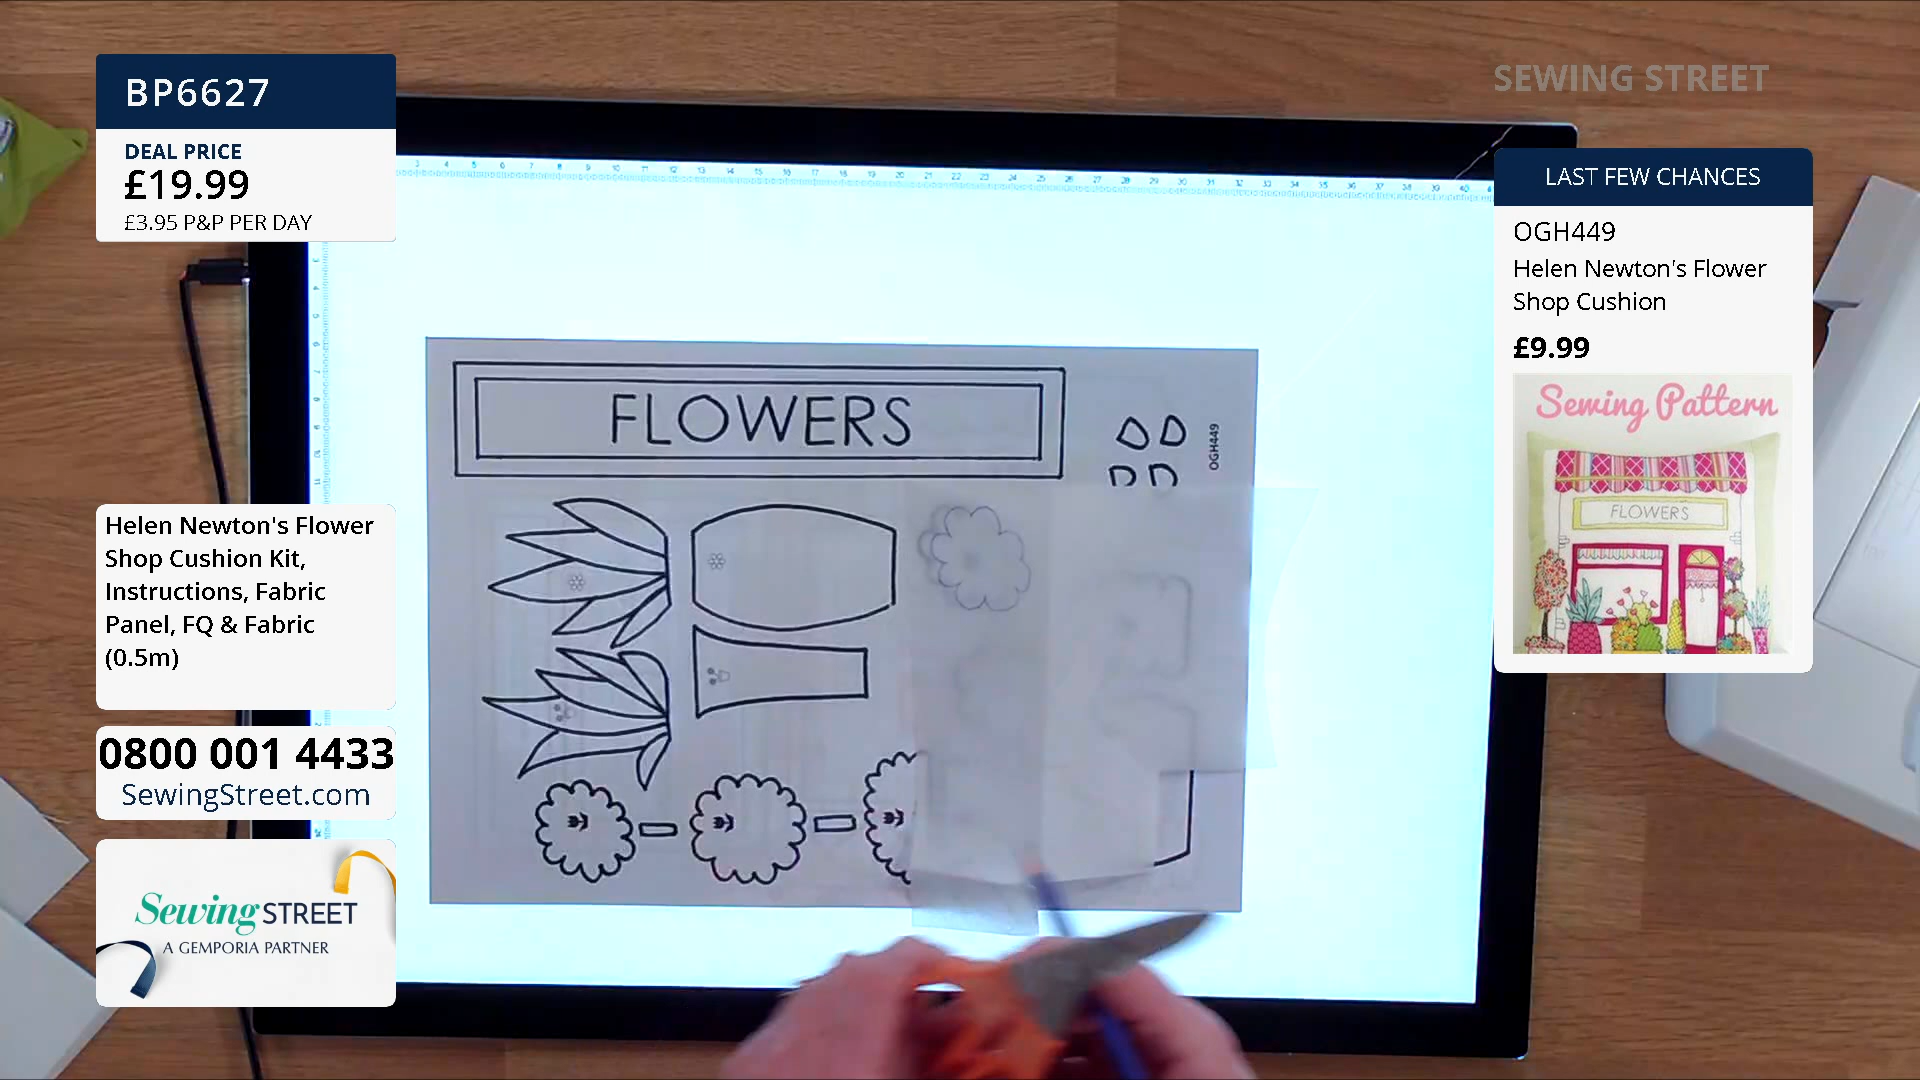 BP6627
DEAL PRICE
£19.99
£3.95 P&P PER DAY
Helen Newton's Flower
Shop Cushion Kit,
Instructions, Fabric
Panel, FQ & Fabric
(0.5m)
0800 001 4433
SewingStreet.com
Sewing STREET
A GEMPORIA PARTNER
FLOWERS
OGH449
SEWING STREET
LAST FEW CHANCES
OGH449
Helen Newton's Flower
Shop Cushion
£9.99
Sewing Pattern
FLOWERS